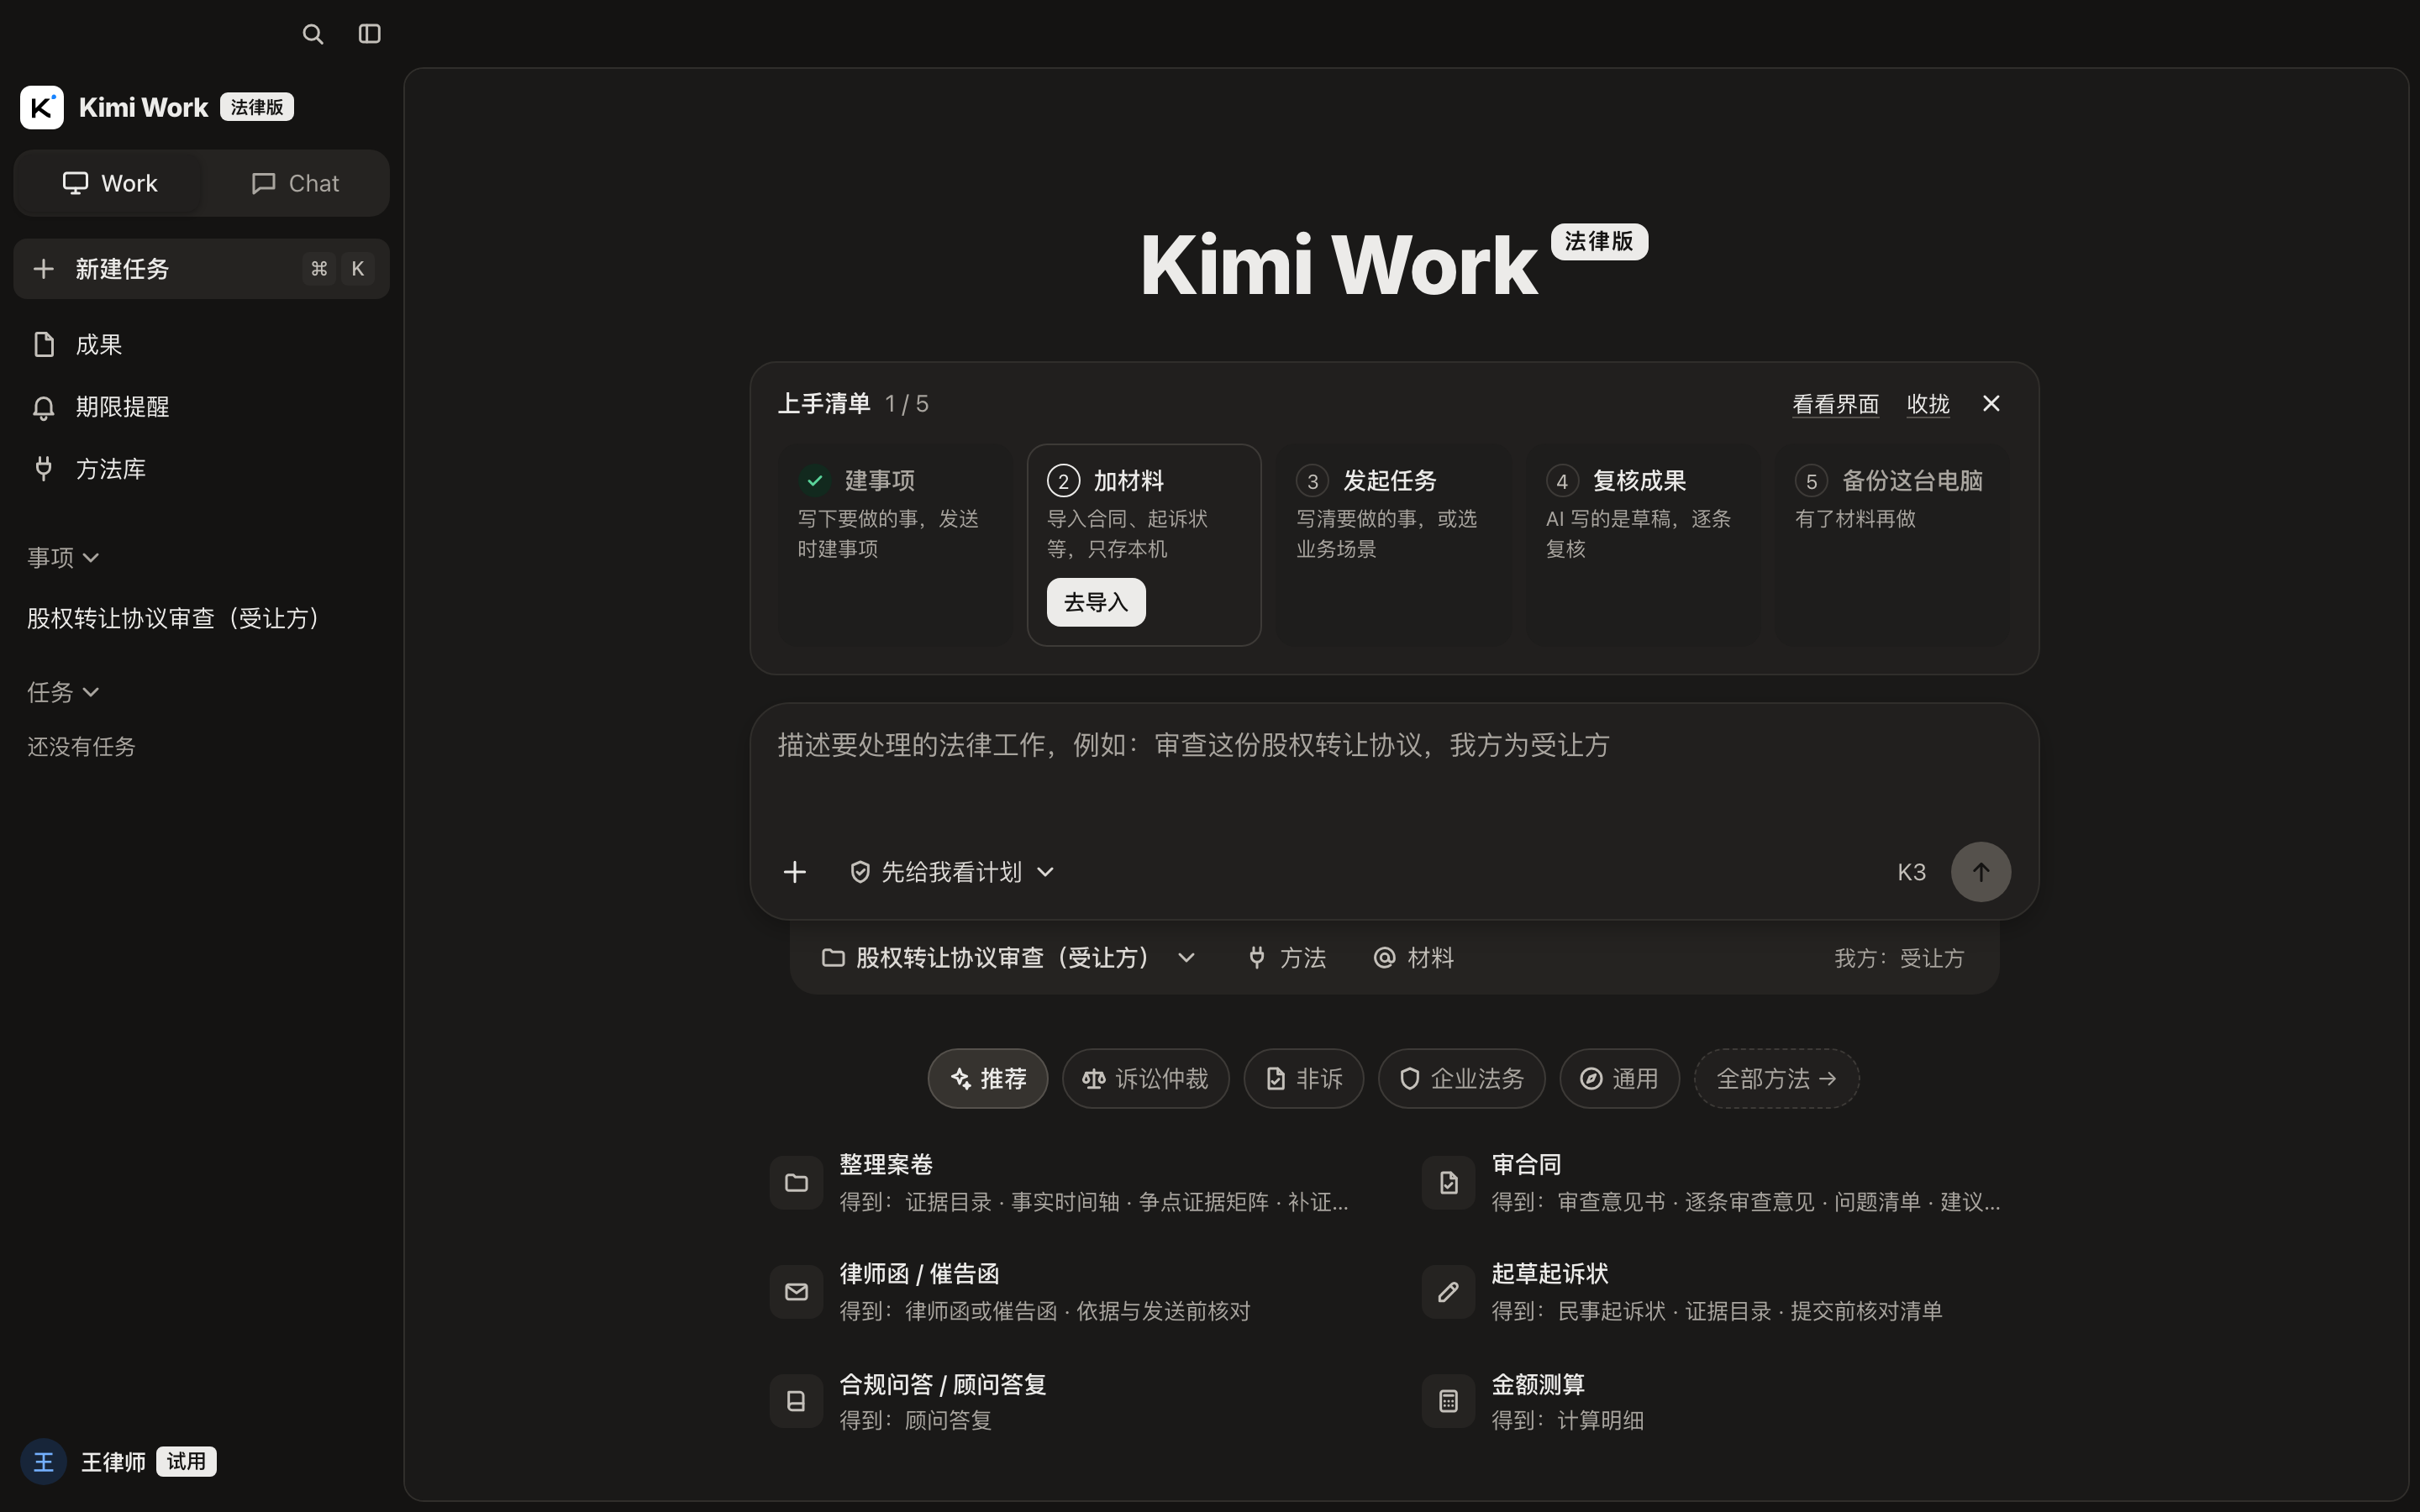 Kimi Work 法律版
Work
Chat
新建任务 ⌘ K
成果
期限提醒
方法库
事项
股权转让协议审查（受让方）
任务
还没有任务
王 王律师 试用
Kimi Work 法律版
上手清单 1 / 5
看看界面 收拢
建事项
写下要做的事，发送
时建事项
2 加材料
导入合同、起诉状
等，只存本机
去导入
3 发起任务
写清要做的事，或选
业务场景
4 复核成果
AI 写的是草稿，逐条
复核
5 备份这台电脑
有了材料再做
描述要处理的法律工作，例如：审查这份股权转让协议，我方为受让方
先给我看计划
K3
股权转让协议审查（受让方） 方法 材料 我方：受让方
推荐 诉讼仲裁 非诉 企业法务 通用 全部方法 →
整理案卷
得到：证据目录 · 事实时间轴 · 争点证据矩阵 · 补证...
审合同
得到：审查意见书 · 逐条审查意见 · 问题清单 · 建议...
律师函 / 催告函
得到：律师函或催告函 · 依据与发送前核对
起草起诉状
得到：民事起诉状 · 证据目录 · 提交前核对清单
合规问答 / 顾问答复
得到：顾问答复
金额测算
得到：计算明细